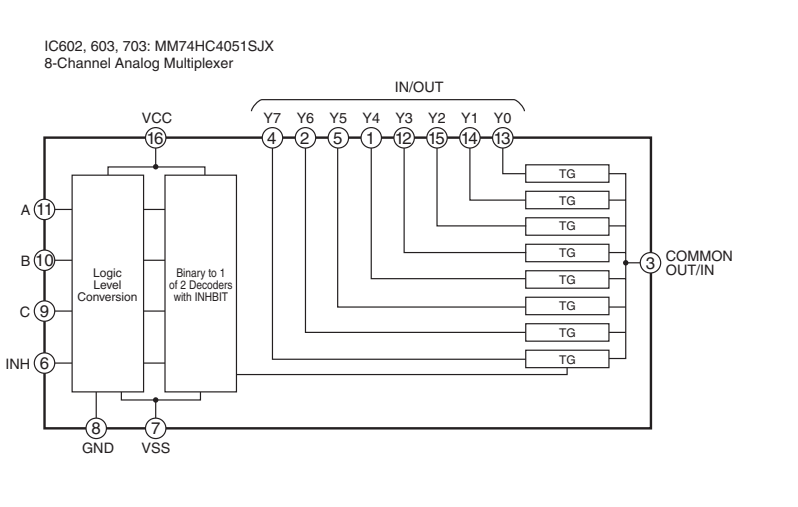 IC602, 603, 703: MM74HC4051SJX
8-Channel Analog Multiplexer
IN/OUT
VCC Y7 Y6 Y5 Y4 Y3 Y2 Y1 Y0
16 4 2 5 1 12 15 14 13
TG
TG
A 11
TG
TG
B 10
3 COMMON
OUT/IN
Logic
Level
Conversion
Binary to 1
of 2 Decoders
with INHBIT
TG
C 9
TG
TG
INH 6
TG
8 7
GND VSS